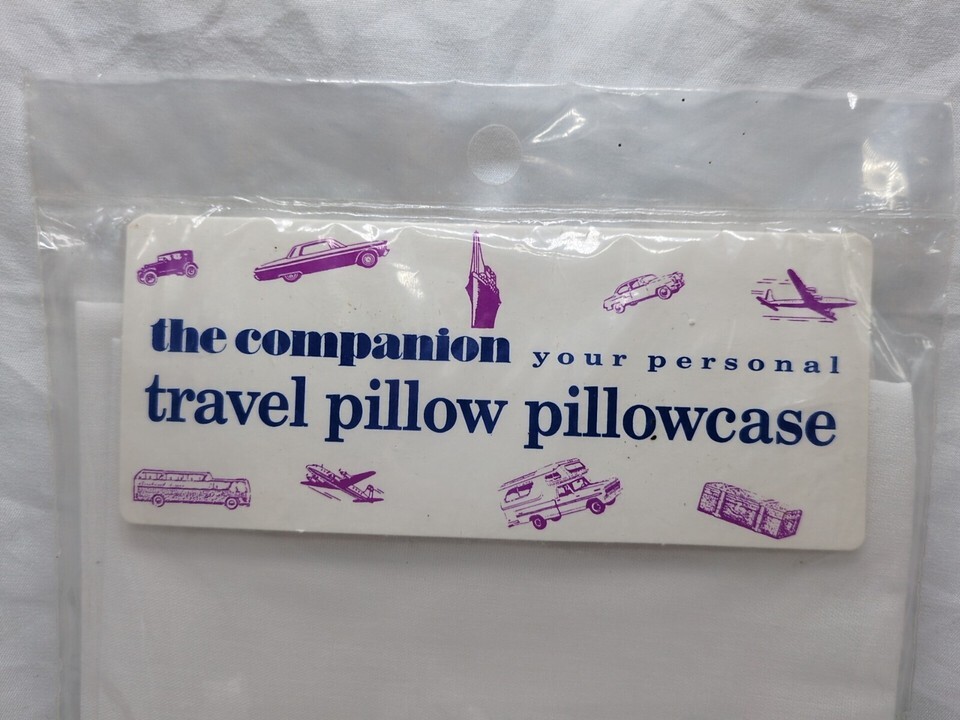 the companion your personal
travel pillow pillowcase